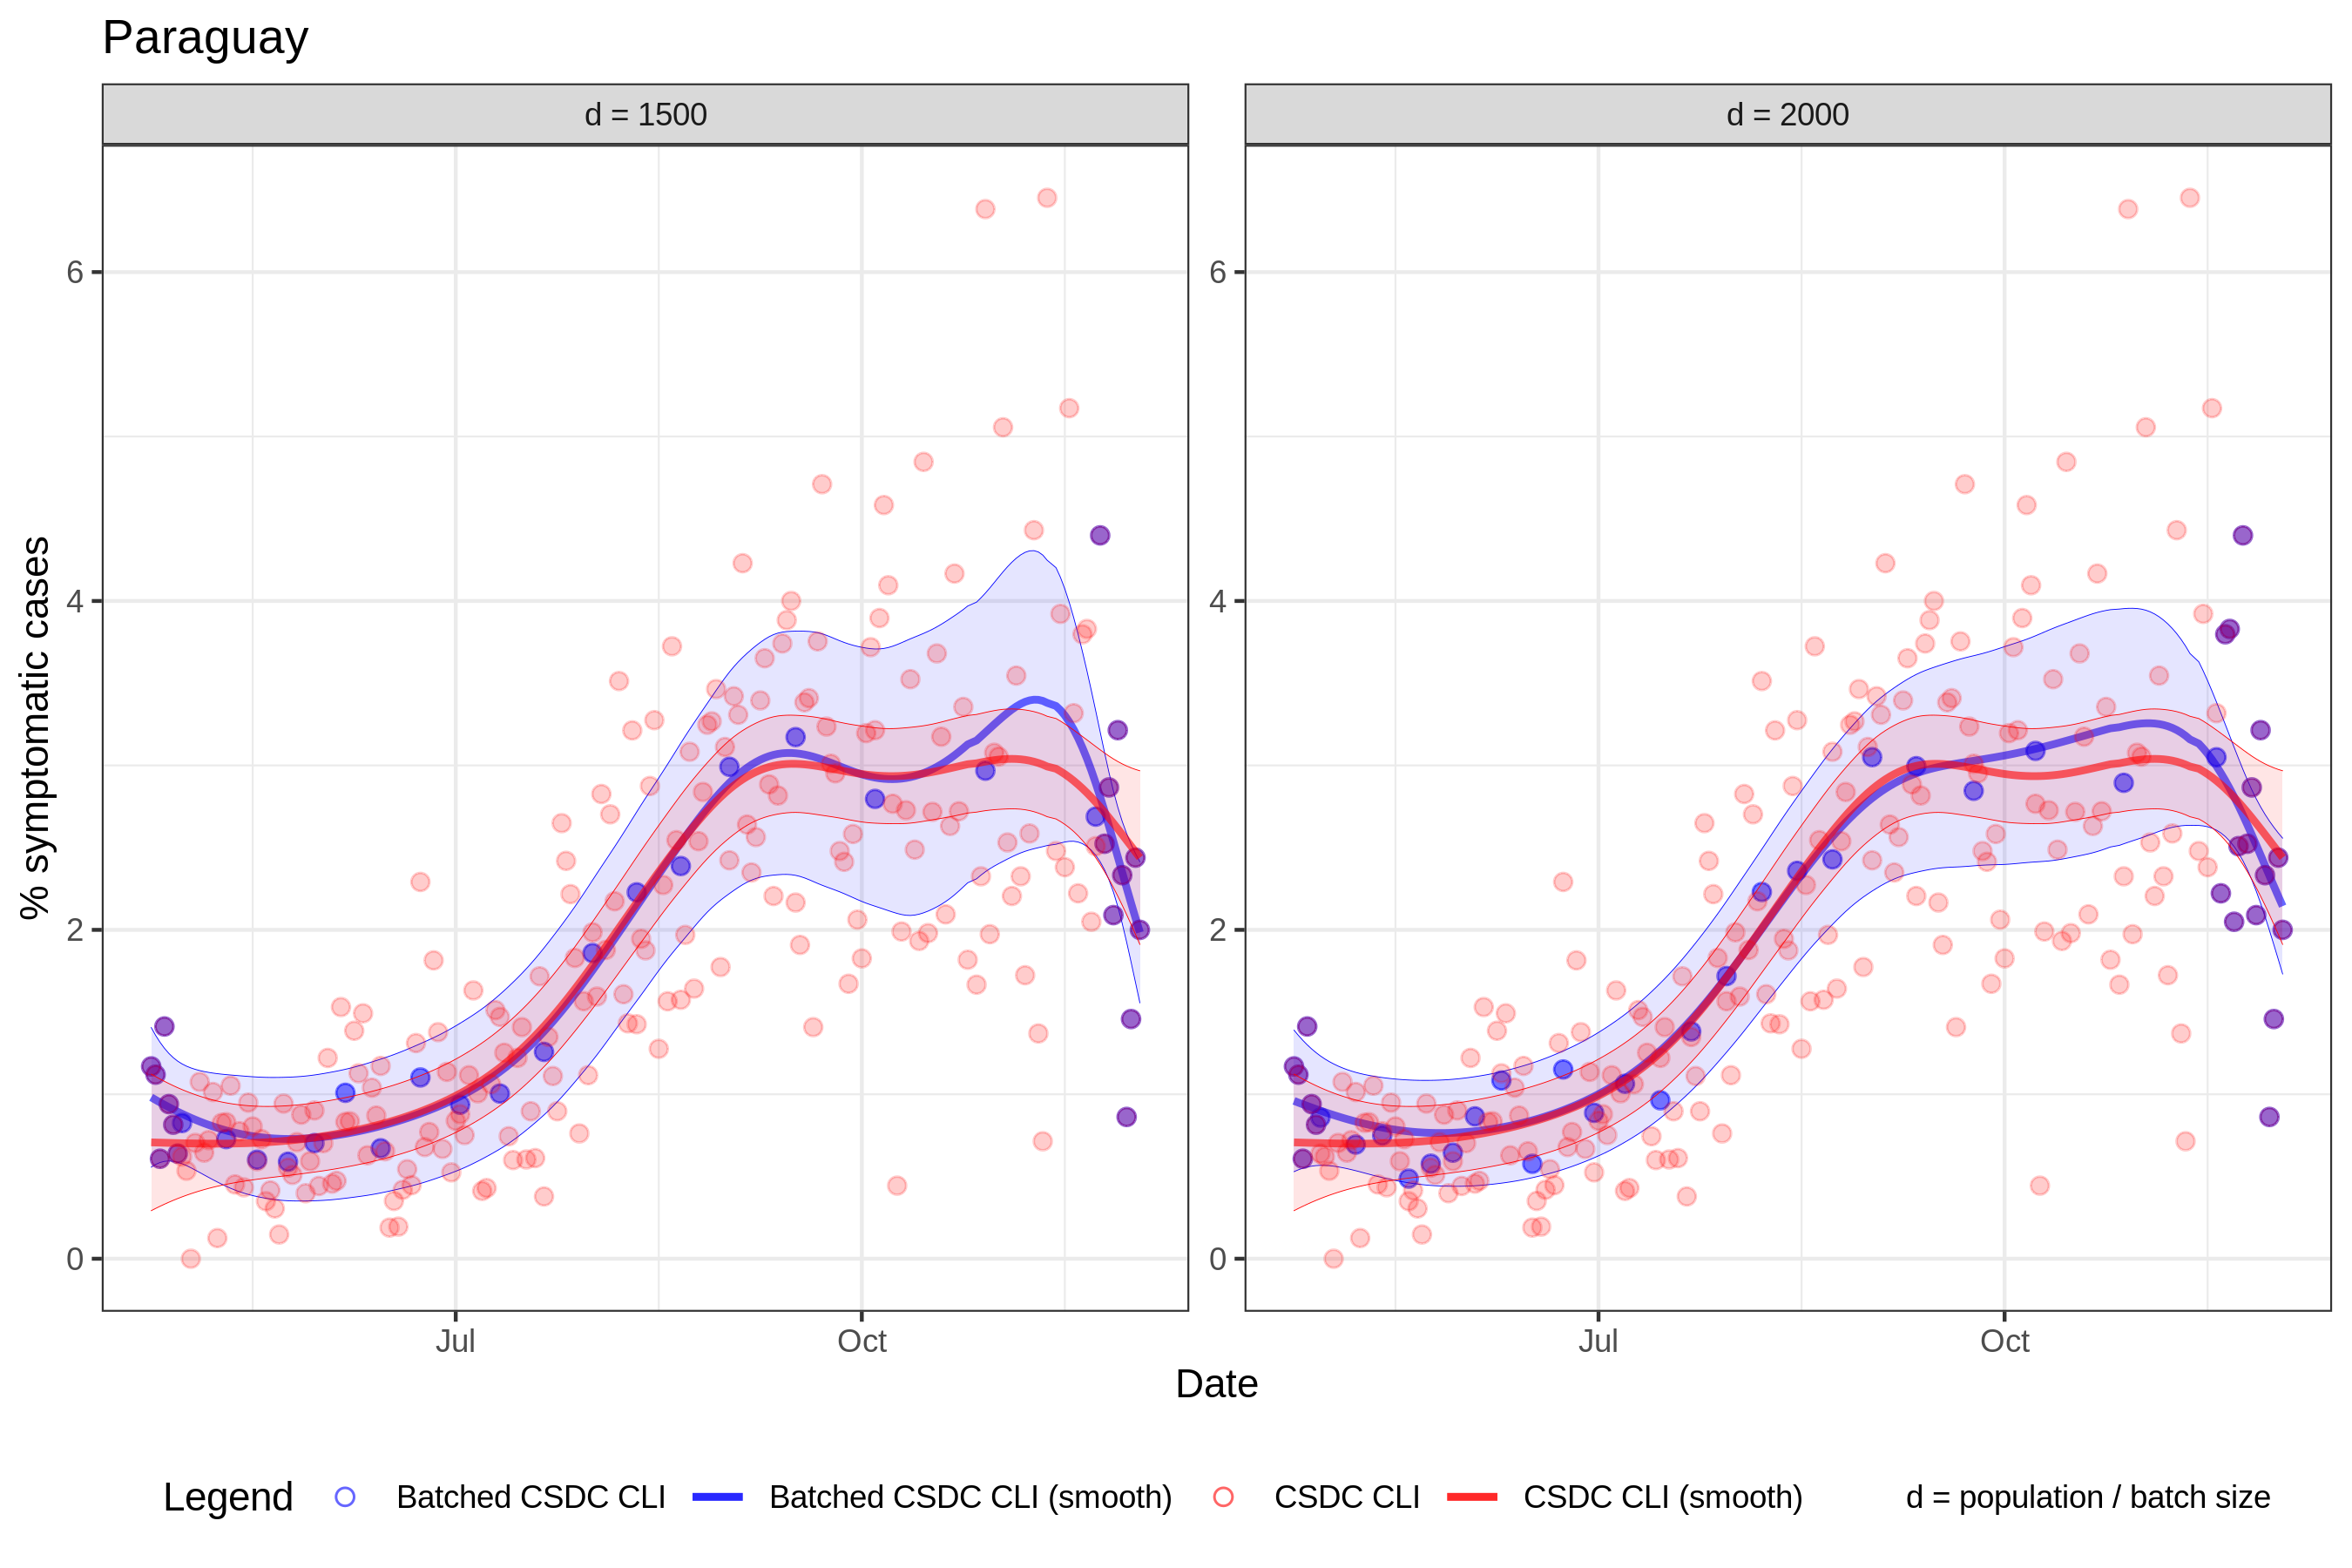 Paraguay
d = 1500
d = 2000
% symptomatic cases
6
4
2
0
6
4
2
0
Jul
Oct
Jul
Oct
Date
Legend
Batched CSDC CLI
Batched CSDC CLI (smooth)
CSDC CLI
CSDC CLI (smooth)
d = population / batch size